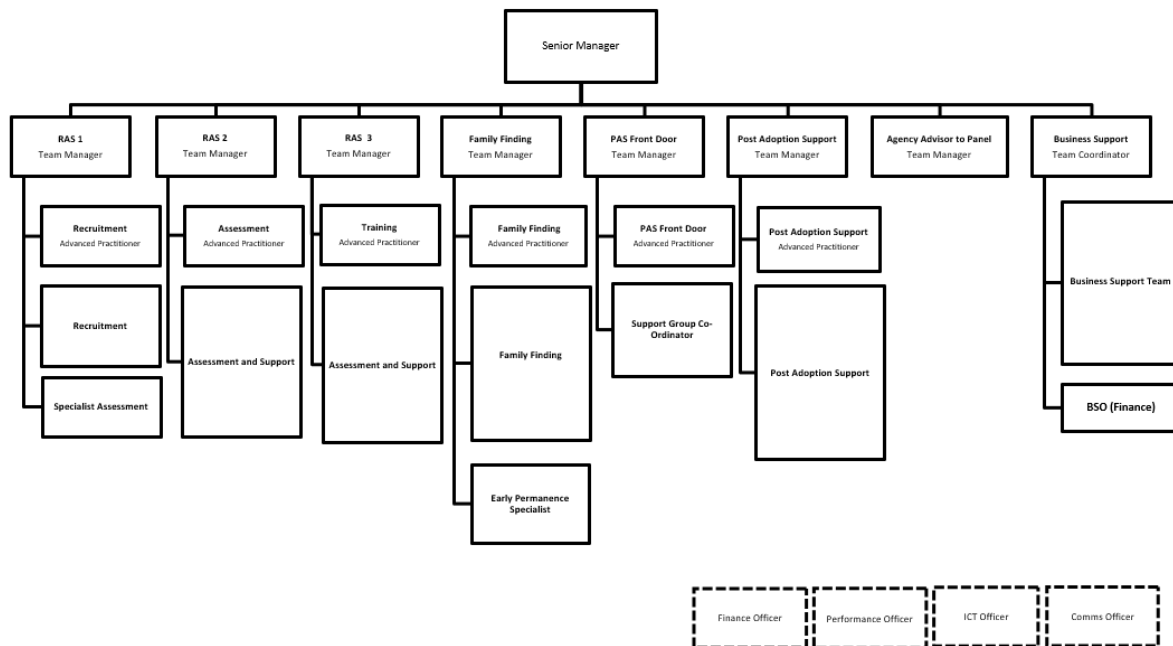 Senior Manager
RAS 1
Team Manager
RAS 2
Team Manager
RAS 3
Team Manager
Family Finding
Team Manager
PAS Front Door
Team Manager
Post Adoption Support
Team Manager
Agency Advisor to Panel
Team Manager
Business Support
Team Coordinator
Recruitment
Advanced Practitioner
Assessment
Advanced Practitioner
Training
Advanced Practitioner
Family Finding
Advanced Practitioner
PAS Front Door
Advanced Practitioner
Post Adoption Support
Advanced Practitioner
Business Support Team
Recruitment
Assessment and Support
Assessment and Support
Family Finding
Support Group Co-
Ordinator
Post Adoption Support
Specialist Assessment
BSO (Finance)
Early Permanence
Specialist
Finance Officer
Performance Officer
ICT Officer
Comms Officer